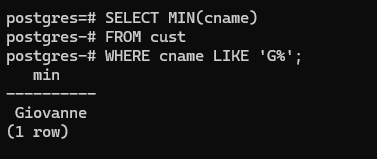 postgres=# SELECT MIN(cname)
postgres-# FROM cust
postgres-# WHERE cname LIKE 'G%';
   min
----------
 Giovanne
(1 row)